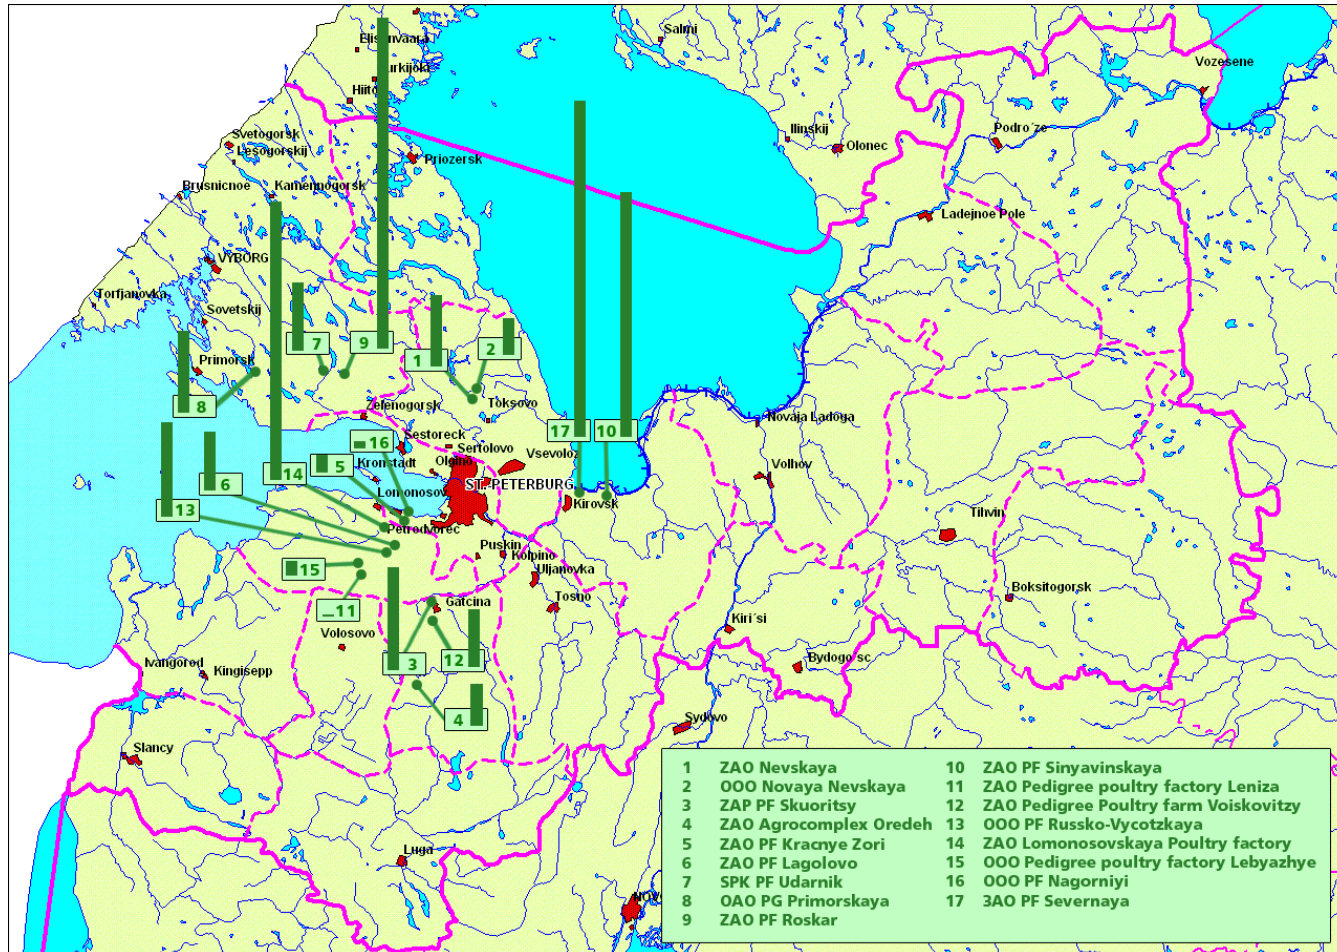 Elisenvaara
Salmi
Vozesene
Hiito
Svetogorsk
Lesogorskij
Ilinskij
Podro´ze
Olonec
Priozersk
Brusnicnoe
Kamennogorsk
Ladejnoe Pole
VYBORG
Torfjanovka
Sovetskij
7
9
1
2
Primorsk
8
Zelenogorsk
Toksovo
Novaja Ladoga
16
Sestoreck
17
10
Sertolovo
Vsevoloz
14
5
Kronstadt
Olgino
Volhov
6
ST. PETERBURG
Lomonosov
Kirovsk
13
Petrodvorec
Tihvin
Puskin
Kolpino
15
Uljanovka
Boksitogorsk
11
Gatcina
Tosno
Volosovo
Kiri´si
3
12
Ivangorod
Kingisepp
Bydogo´sc
4
Sydovo
Slancy
Luga
1 ZAO Nevskaya
2 OOO Novaya Nevskaya
3 ZAP PF Skuoritsy
4 ZAO Agrocomplex Oredeh
5 ZAO PF Kracnye Zori
6 ZAO PF Lagolovo
7 SPK PF Udarnik
8 OAO PG Primorskaya
9 ZAO PF Roskar
10 ZAO PF Sinyavinskaya
11 ZAO Pedigree poultry factory Leniza
12 ZAO Pedigree Poultry farm Voiskovitzy
13 OOO PF Russko-Vycotzkaya
14 ZAO Lomonosovskaya Poultry factory
15 OOO Pedigree poultry factory Lebyazhye
16 OOO PF Nagorniyi
17 3AO PF Severnaya